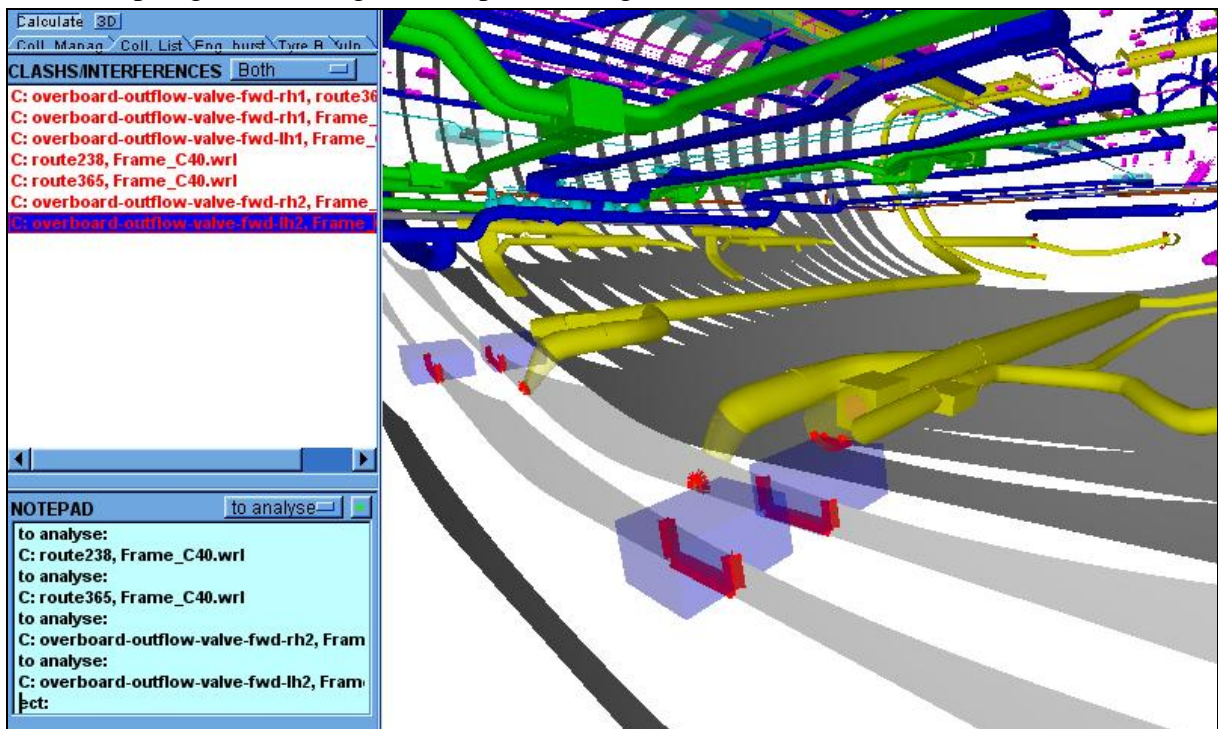 Calculate 3D
Coll. Manag Coll. List Eng. burst Tyre B. Vuln
CLASHS/INTERFERENCES Both
C: overboard-outflow-valve-fwd-rh1, route36
C: overboard-outflow-valve-fwd-rh1, Frame_
C: overboard-outflow-valve-fwd-lh1, Frame_
C: route238, Frame_C40.wrl
C: route365, Frame_C40.wrl
C: overboard-outflow-valve-fwd-rh2, Frame_
C: overboard-outflow-valve-fwd-lh2, Frame_
NOTEPAD to analyse
to analyse:
C: route238, Frame_C40.wrl
to analyse:
C: route365, Frame_C40.wrl
to analyse:
C: overboard-outflow-valve-fwd-rh2, Fram
to analyse:
C: overboard-outflow-valve-fwd-lh2, Fram
ect: